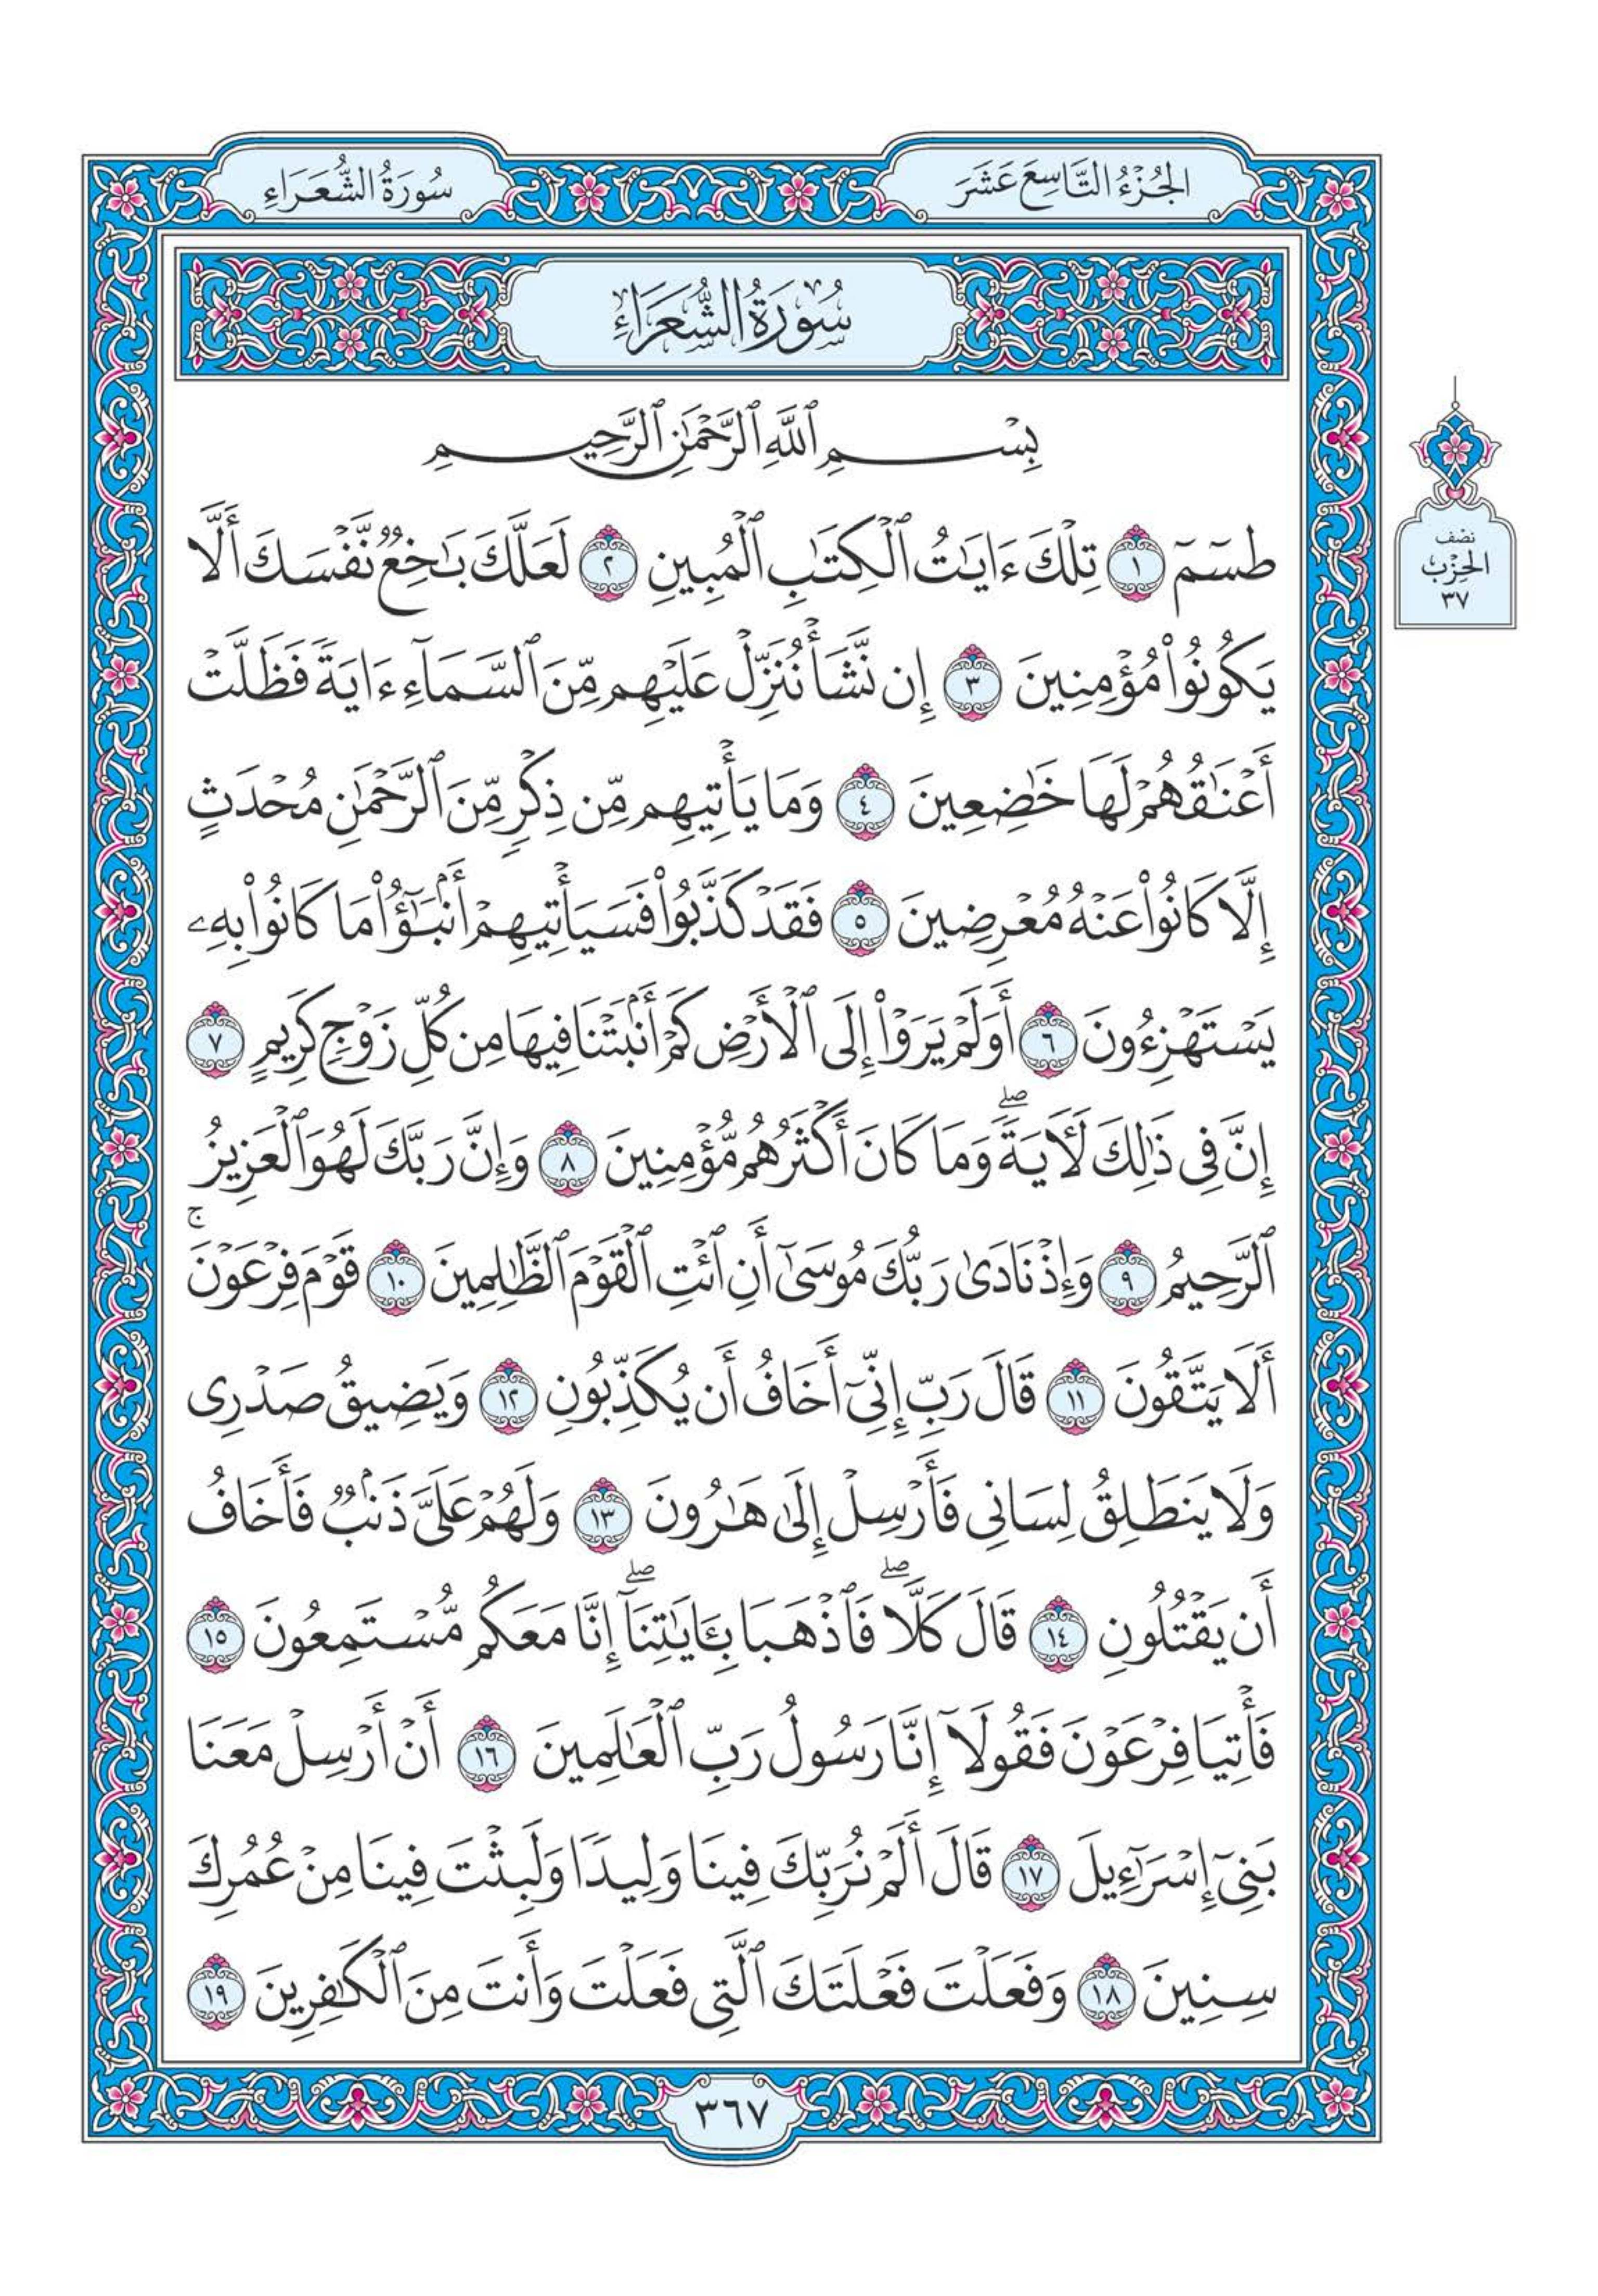 الجُزْءُ التَّاسِعَ عَشَرَ
سُورَةُ الشُّعَرَاءِ
سُورَةُ الشُّعَرَاءِ
بِسْمِ ٱللَّهِ ٱلرَّحْمَٰنِ ٱلرَّحِيمِ
نصْف
الحِزْب
٣٧
طسٓمٓ ١ تِلْكَ ءَايَٰتُ ٱلْكِتَٰبِ ٱلْمُبِينِ ٢ لَعَلَّكَ بَٰخِعٌ نَّفْسَكَ أَلَّا
يَكُونُوا۟ مُؤْمِنِينَ ٣ إِن نَّشَأْ نُنَزِّلْ عَلَيْهِم مِّنَ ٱلسَّمَآءِ ءَايَةً فَظَلَّتْ
أَعْنَٰقُهُمْ لَهَا خَٰضِعِينَ ٤ وَمَا يَأْتِيهِم مِّن ذِكْرٍ مِّنَ ٱلرَّحْمَٰنِ مُحْدَثٍ
إِلَّا كَانُوا۟ عَنْهُ مُعْرِضِينَ ٥ فَقَدْ كَذَّبُوا۟ فَسَيَأْتِيهِمْ أَنۢبَٰٓؤُا۟ مَا كَانُوا۟ بِهِۦ
يَسْتَهْزِءُونَ ٦ أَوَلَمْ يَرَوْا۟ إِلَى ٱلْأَرْضِ كَمْ أَنۢبَتْنَا فِيهَا مِن كُلِّ زَوْجٍ كَرِيمٍ ٧
إِنَّ فِى ذَٰلِكَ لَءَايَةً ۖ وَمَا كَانَ أَكْثَرُهُم مُّؤْمِنِينَ ٨ وَإِنَّ رَبَّكَ لَهُوَ ٱلْعَزِيزُ
ٱلرَّحِيمُ ٩ وَإِذْ نَادَىٰ رَبُّكَ مُوسَىٰٓ أَنِ ٱئْتِ ٱلْقَوْمَ ٱلظَّٰلِمِينَ ١٠ قَوْمَ فِرْعَوْنَ ۚ
أَلَا يَتَّقُونَ ١١ قَالَ رَبِّ إِنِّىٓ أَخَافُ أَن يُكَذِّبُونِ ١٢ وَيَضِيقُ صَدْرِى
وَلَا يَنطَلِقُ لِسَانِى فَأَرْسِلْ إِلَىٰ هَٰرُونَ ١٣ وَلَهُمْ عَلَىَّ ذَنۢبٌ فَأَخَافُ
أَن يَقْتُلُونِ ١٤ قَالَ كَلَّا ۖ فَٱذْهَبَا بِـَٔايَٰتِنَآ ۖ إِنَّا مَعَكُم مُّسْتَمِعُونَ ١٥
فَأْتِيَا فِرْعَوْنَ فَقُولَآ إِنَّا رَسُولُ رَبِّ ٱلْعَٰلَمِينَ ١٦ أَنْ أَرْسِلْ مَعَنَا
بَنِىٓ إِسْرَٰٓءِيلَ ١٧ قَالَ أَلَمْ نُرَبِّكَ فِينَا وَلِيدًا وَلَبِثْتَ فِينَا مِنْ عُمُرِكَ
سِنِينَ ١٨ وَفَعَلْتَ فَعْلَتَكَ ٱلَّتِى فَعَلْتَ وَأَنتَ مِنَ ٱلْكَٰفِرِينَ ١٩
٣٦٧